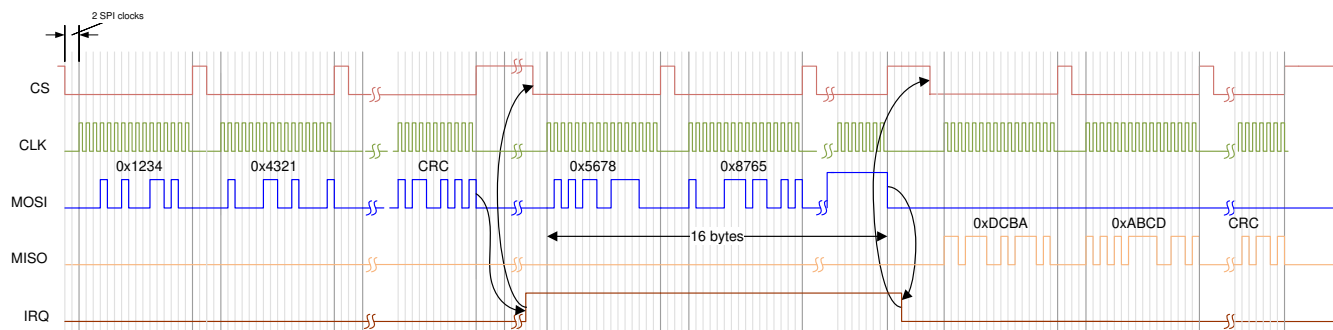 2 SPI clocks
CS
CLK
0x1234
0x4321
CRC
0x5678
0x8765
MOSI
16 bytes
0xDCBA
0xABCD
CRC
MISO
IRQ